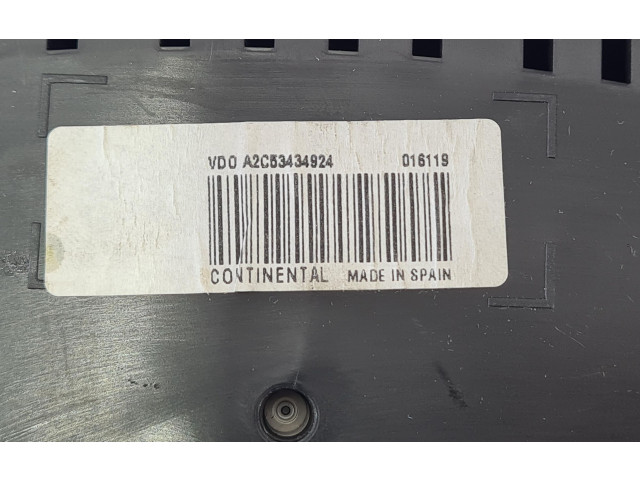 VDO A2C53434924 016119
CONTINENTAL MADE IN SPAIN